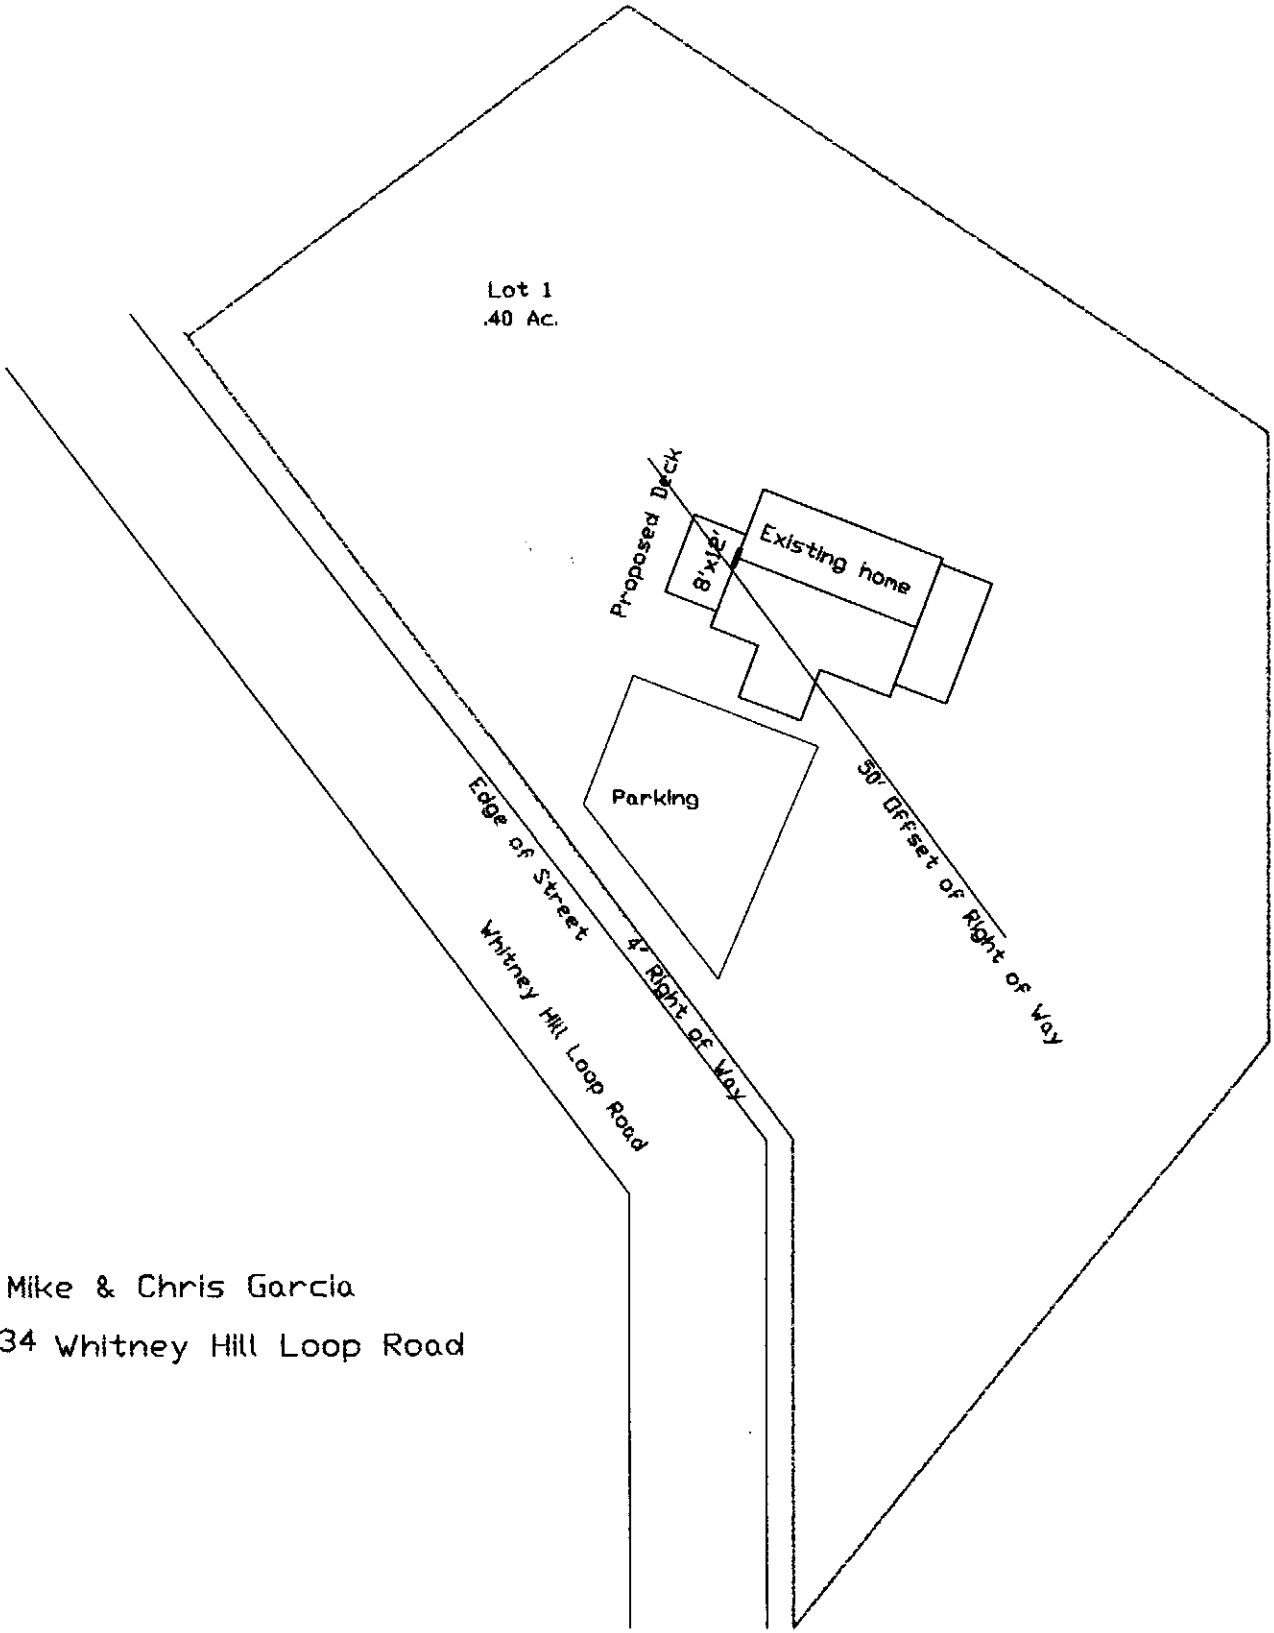 Lot 1
.40 Ac.
Proposed Deck
8'x12'
Existing home
Parking
50' Offset of Right of Way
Edge of Street
4' Right of Way
Whitney Hill Loop Road
Mike & Chris Garcia
34 Whitney Hill Loop Road